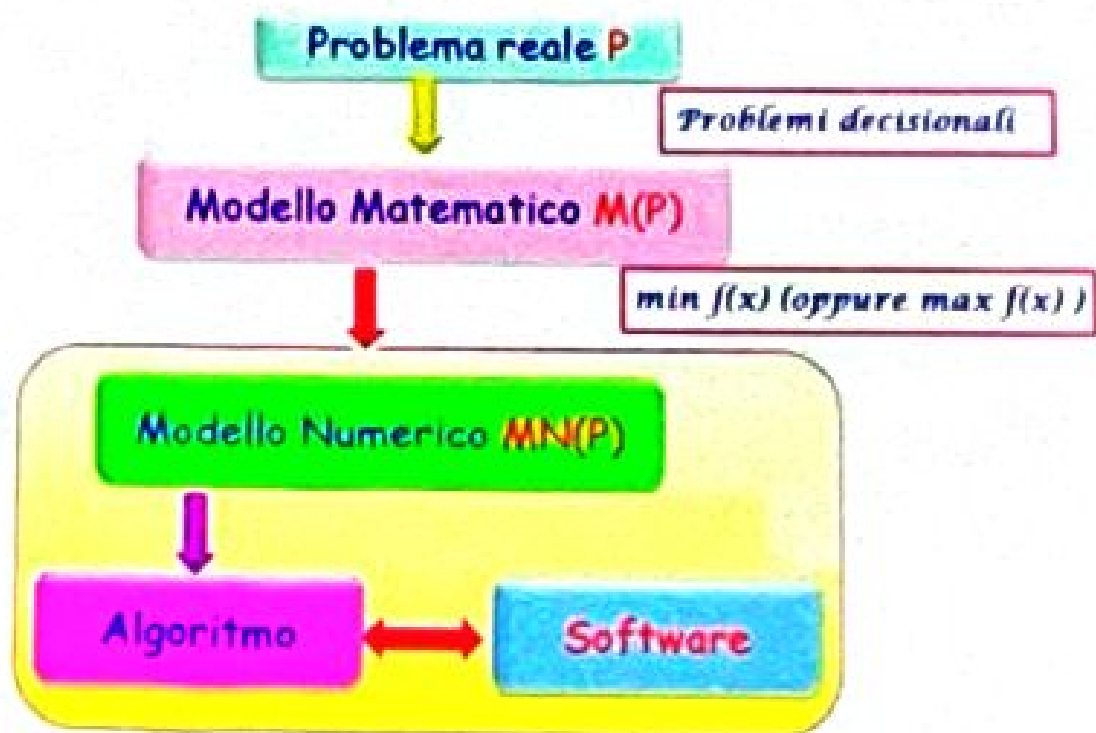 Problema reale P
Problemi decisionali
Modello Matematico M(P)
min f(x) (oppure max f(x) )
Modello Numerico MN(P)
Algoritmo
Software